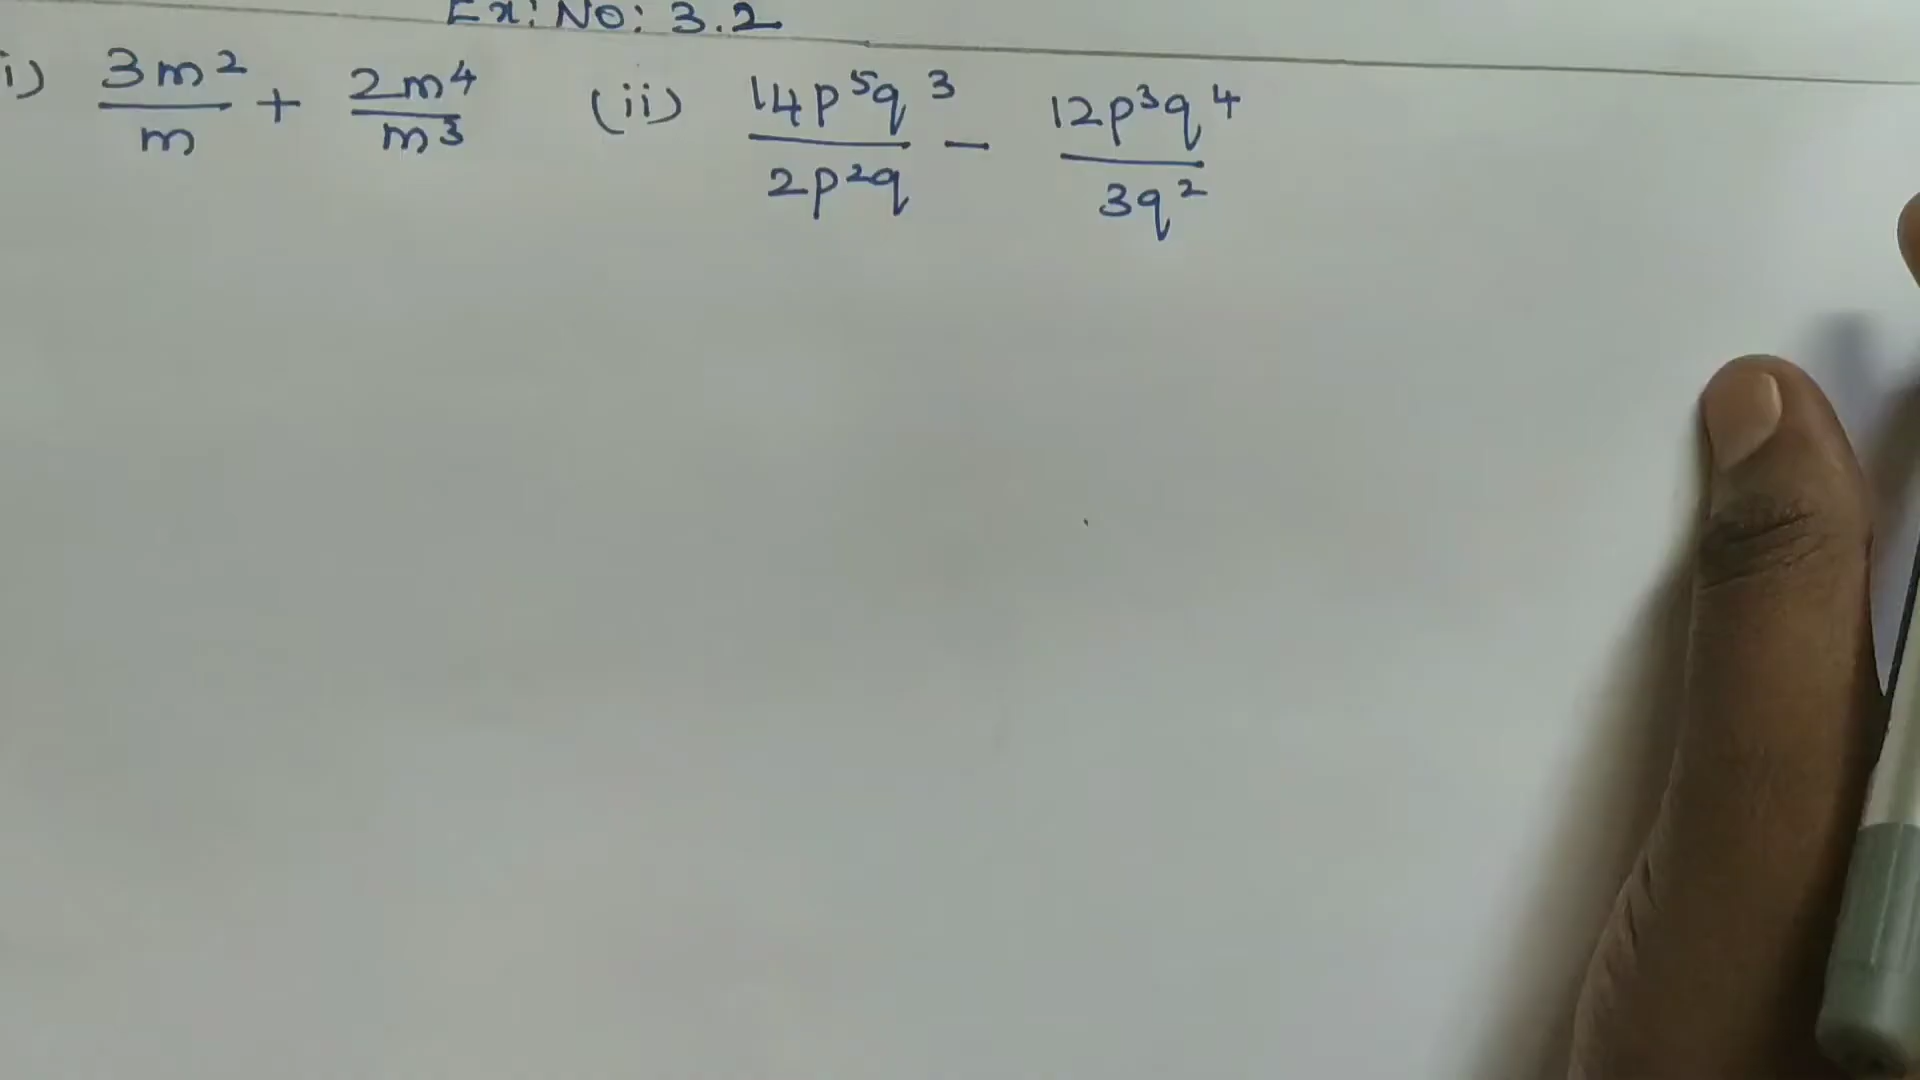 Ex: No: 3.2
i) 3m²/m + 2m⁴/m³ (ii) 14p⁵q³/2p²q − 12p³q⁴/3q²